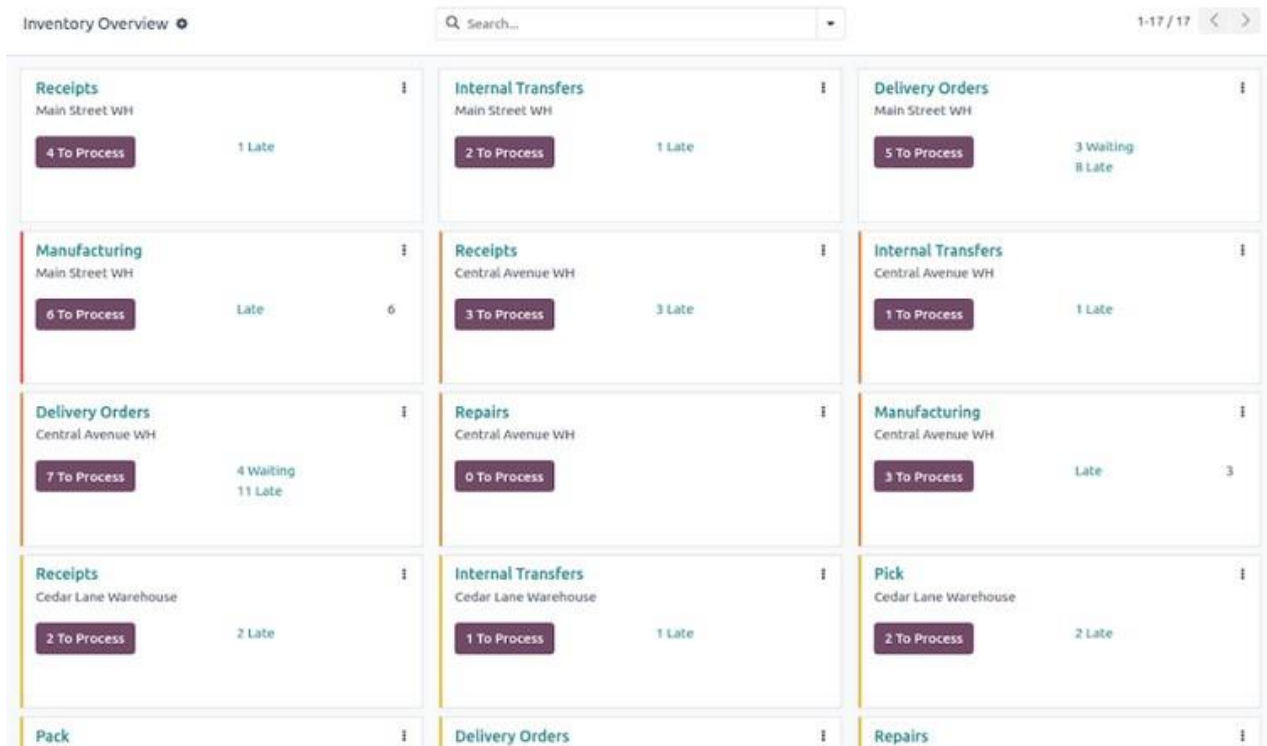 Inventory Overview
Search...
1-17 / 17
Receipts
Main Street WH
4 To Process
1 Late
Internal Transfers
Main Street WH
2 To Process
1 Late
Delivery Orders
Main Street WH
5 To Process
3 Waiting
8 Late
Manufacturing
Main Street WH
6 To Process
Late 6
Receipts
Central Avenue WH
3 To Process
3 Late
Internal Transfers
Central Avenue WH
1 To Process
1 Late
Delivery Orders
Central Avenue WH
7 To Process
4 Waiting
11 Late
Repairs
Central Avenue WH
0 To Process
Manufacturing
Central Avenue WH
3 To Process
Late 3
Receipts
Cedar Lane Warehouse
2 To Process
2 Late
Internal Transfers
Cedar Lane Warehouse
1 To Process
1 Late
Pick
Cedar Lane Warehouse
2 To Process
2 Late
Pack
Delivery Orders
Repairs